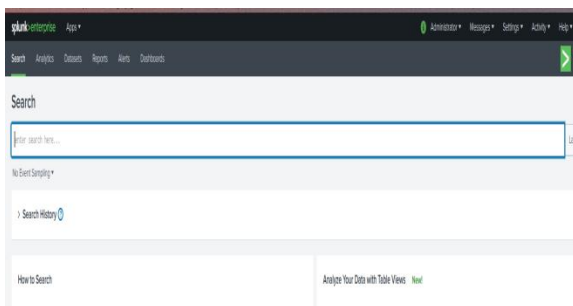 splunk>enterprise Apps ▾ Administrator ▾ Messages ▾ Settings ▾ Activity ▾ Help ▾
Search Analytics Datasets Reports Alerts Dashboards
Search
enter search here...
No Event Sampling ▾
> Search History
How to Search Analyze Your Data with Table Views New!